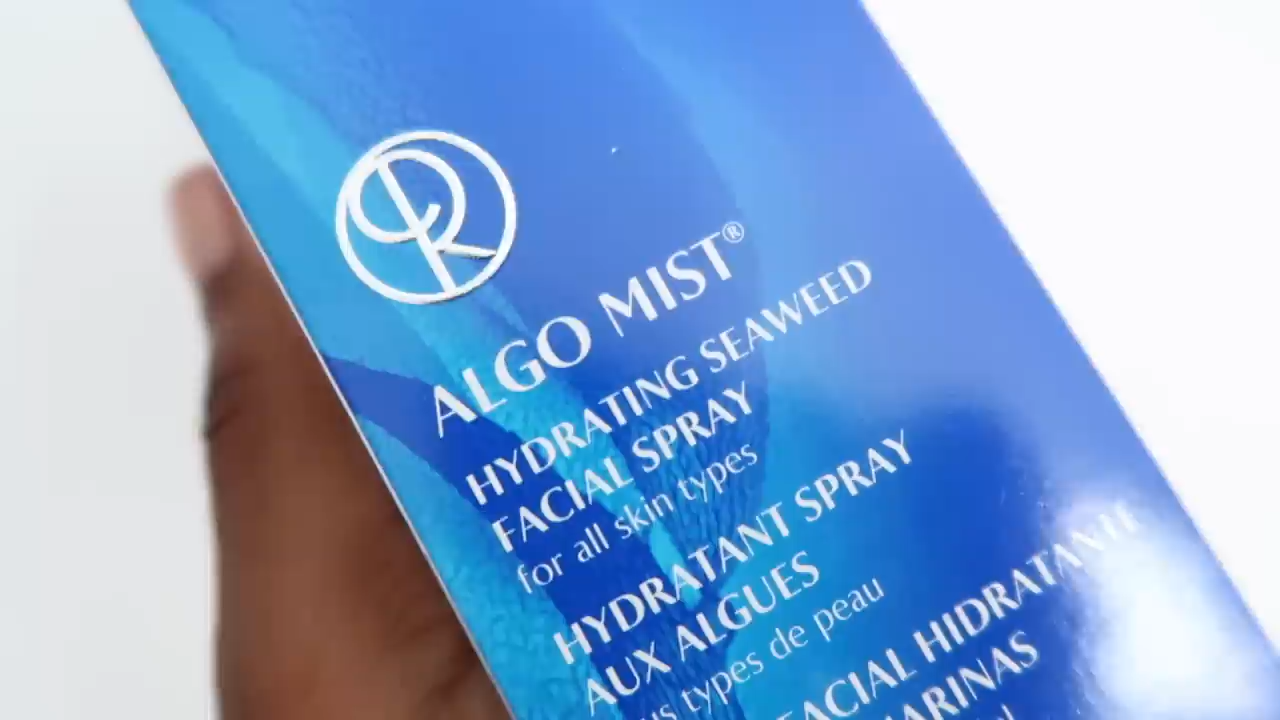 ALGO MIST®
HYDRATING SEAWEED
FACIAL SPRAY
for all skin types
HYDRATANT SPRAY
AUX ALGUES
types de peau
FACIAL HIDRATANTE